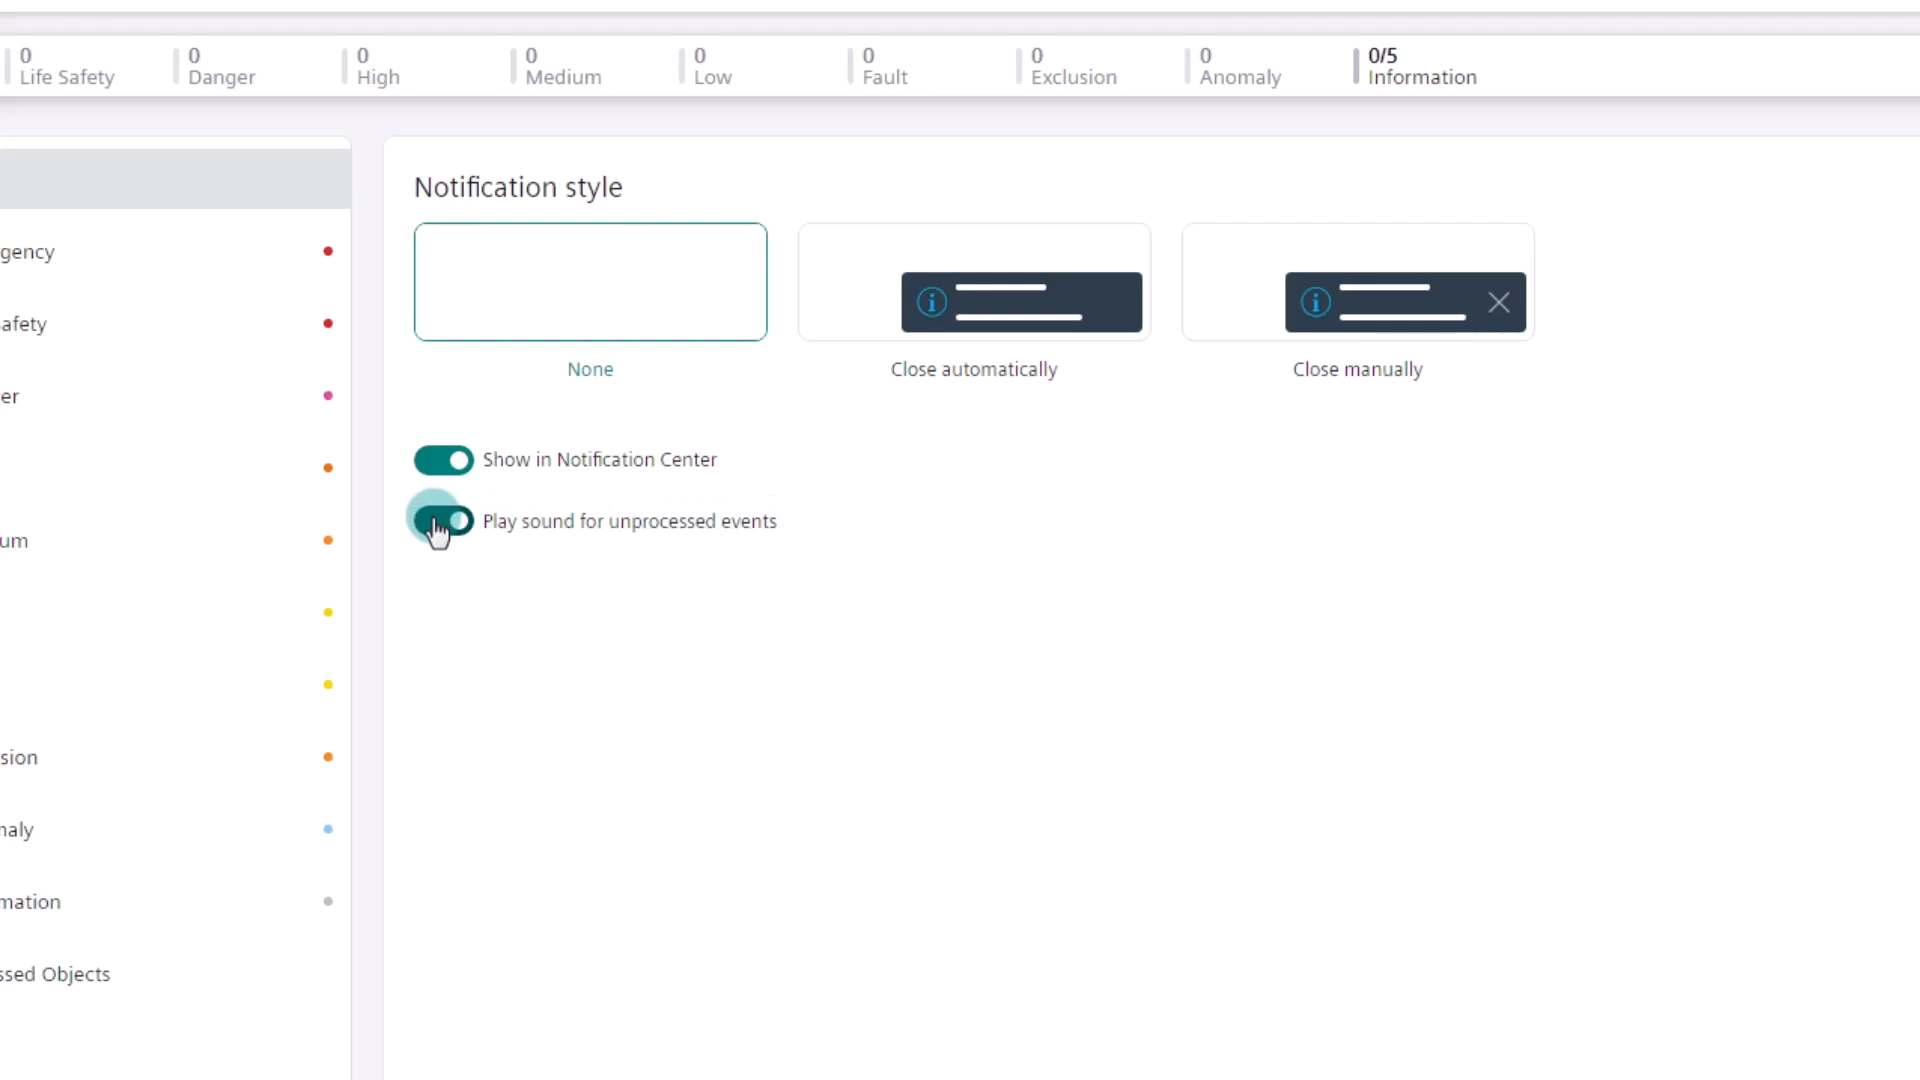 0 0 0 0 0 0 0 0 0/5
Life Safety Danger High Medium Low Fault Exclusion Anomaly Information
Notification style
None Close automatically Close manually
Show in Notification Center
Play sound for unprocessed events
gency
afety
er
um
sion
naly
mation
ssed Objects